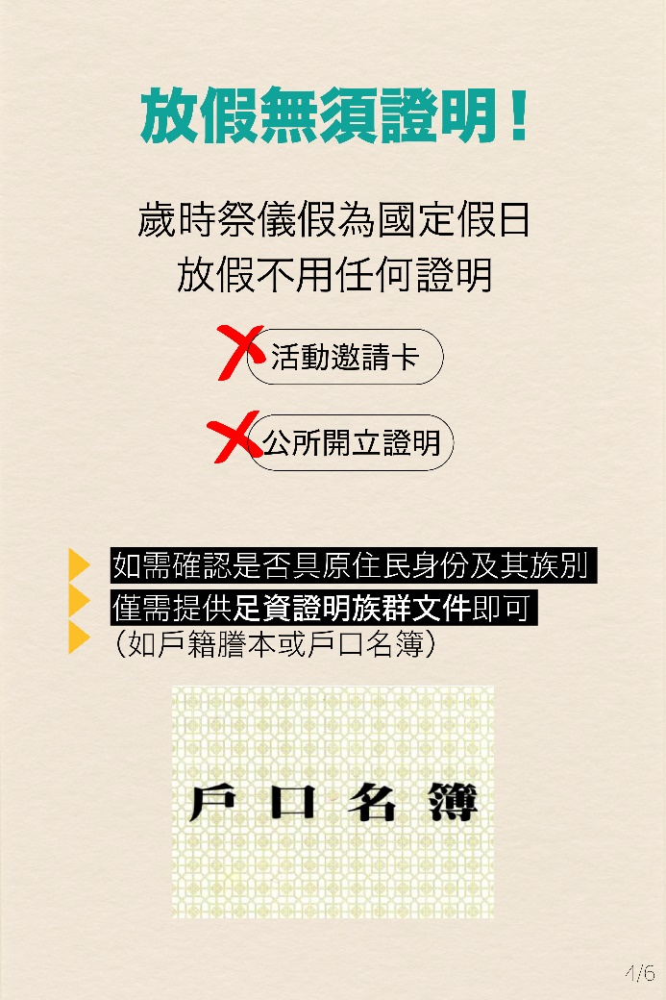 放假無須證明！
歲時祭儀假為國定假日
放假不用任何證明
活動邀請卡
公所開立證明
如需確認是否具原住民身份及其族別
僅需提供足資證明族群文件即可
（如戶籍謄本或戶口名簿）
戶口名簿
4/6